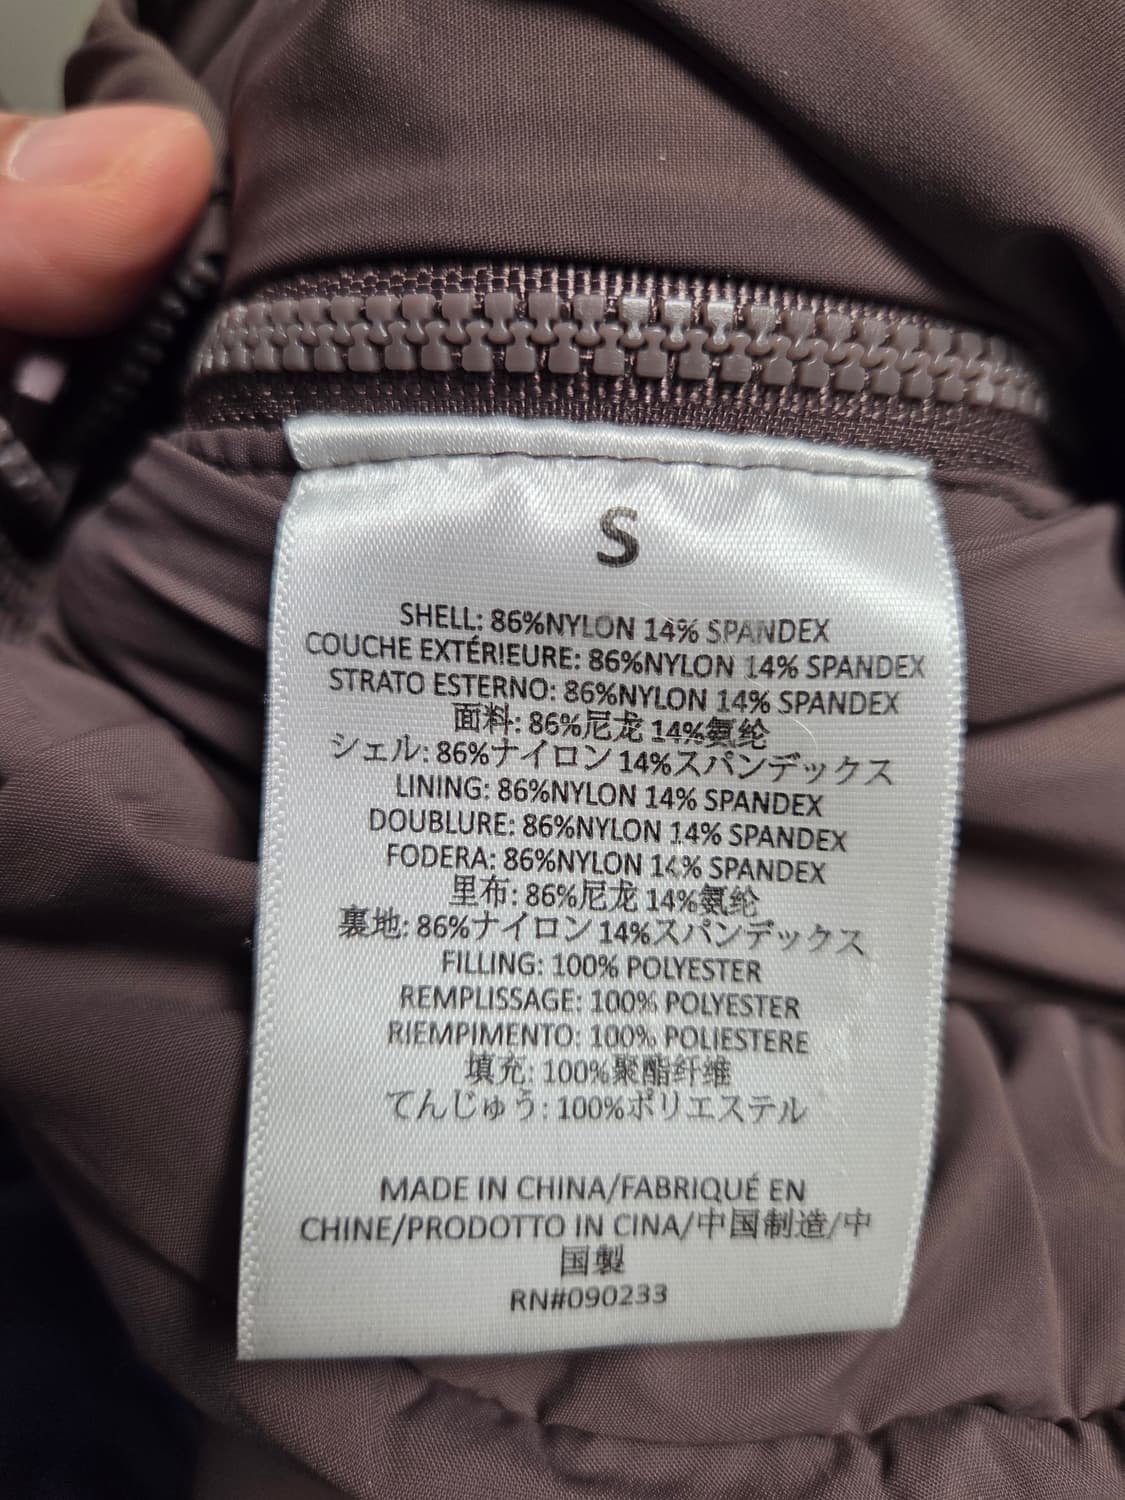 S
SHELL: 86%NYLON 14% SPANDEX
COUCHE EXTÉRIEURE: 86%NYLON 14% SPANDEX
STRATO ESTERNO: 86%NYLON 14% SPANDEX
面料: 86%尼龙 14%氨纶
シェル: 86%ナイロン 14%スパンデックス
LINING: 86%NYLON 14% SPANDEX
DOUBLURE: 86%NYLON 14% SPANDEX
FODERA: 86%NYLON 14% SPANDEX
里布: 86%尼龙 14%氨纶
裏地: 86%ナイロン 14%スパンデックス
FILLING: 100% POLYESTER
REMPLISSAGE: 100% POLYESTER
RIEMPIMENTO: 100% POLIESTERE
填充: 100%聚酯纤维
てんじゅう: 100%ポリエステル
MADE IN CHINA/FABRIQUÉ EN
CHINE/PRODOTTO IN CINA/中国制造/中
国製
RN#090233